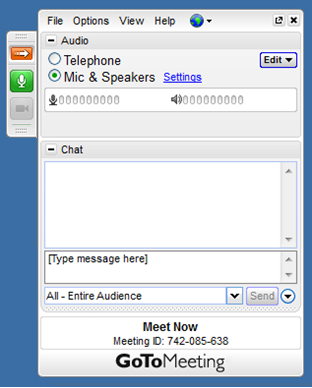 File Options View Help
Audio
Telephone
Edit
Mic & Speakers Settings
Chat
[Type message here]
All - Entire Audience
Send
Meet Now
Meeting ID: 742-085-638
GoToMeeting